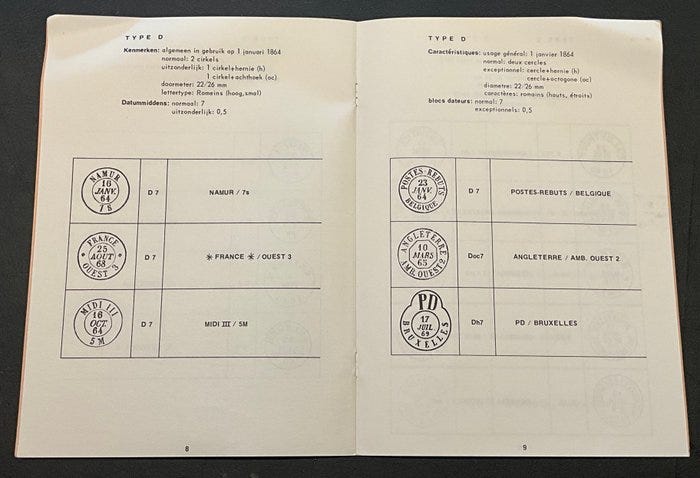 TYPE D
Kenmerken: algemeen in gebruik op 1 januari 1864
normaal: 2 cirkels
uitzonderlijk: 1 cirkel+hernie (h)
1 cirkel+achthoek (oc)
doormeter: 22/26 mm
lettertype: Romeins (hoog,smal)
Datummiddens: normaal: 7
uitzonderlijk: 0,5
NAMUR
16
JANV.
64
7 S
D 7
NAMUR / 7s
* FRANCE *
25
AOUT
68
OUEST 3
D 7
* FRANCE * / OUEST 3
MIDI III
16
OCT.
64
5 M
D 7
MIDI III / 5M
8
TYPE D
Caractéristiques: usage général: 1 janvier 1864
normal: deux cercles
exceptionnel: cercle+hernie (h)
cercle+octogone (oc)
diametre: 22/26 mm
caractères: romains (hauts, étroits)
blocs dateurs: normal: 7
exceptionnels: 0,5
POSTES-REBUTS
23
JANV
64
BELGIQUE
D 7
POSTES-REBUTS / BELGIQUE
ANGLETERRE
10
MARS
65
AMB. OUEST 2
Doc7
ANGLETERRE / AMB. OUEST 2
PD
17
JUIL
69
BRUXELLES
Dh7
PD / BRUXELLES
9